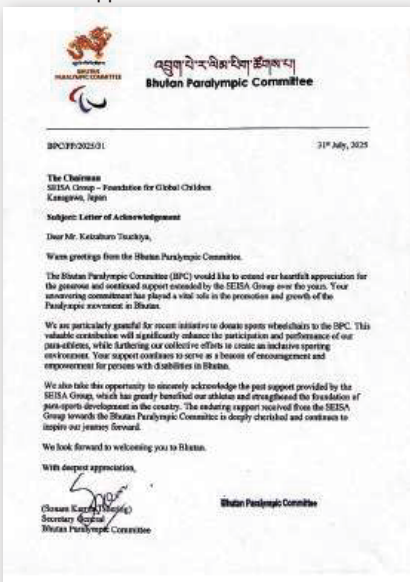 BHUTAN
PARALYMPIC COMMITTEE
འབྲུག་པེ་ར་ལིམ་པིག་ཚོགས་པ།
Bhutan Paralympic Committee
BPC/PP/2025/31
31st July, 2025
The Chairman
SEISA Group – Foundation for Global Children
Kanagawa, Japan
Subject: Letter of Acknowledgement
Dear Mr. Keizaburo Tsuchiya,
Warm greetings from the Bhutan Paralympic Committee.
The Bhutan Paralympic Committee (BPC) would like to extend our heartfelt appreciation for
the generous and continued support extended by the SEISA Group over the years. Your
unwavering commitment has played a vital role in the promotion and growth of the
Paralympic movement in Bhutan.
We are particularly grateful for recent initiative to donate sports wheelchairs to the BPC. This
valuable contribution will significantly enhance the participation and performance of our
para-athletes, while furthering our collective efforts to create an inclusive sporting
environment. Your support continues to serve as a beacon of encouragement and
empowerment for persons with disabilities in Bhutan.
We also take this opportunity to sincerely acknowledge the past support provided by the
SEISA Group, which has greatly benefited our athletes and strengthened the foundation of
para-sports development in the country. The enduring support received from the SEISA
Group towards the Bhutan Paralympic Committee is deeply cherished and continues to
inspire our journey forward.
We look forward to welcoming you to Bhutan.
With deepest appreciation,
(Sonam Karma Tshering)
Secretary General
Bhutan Paralympic Committee
Bhutan Paralympic Committee